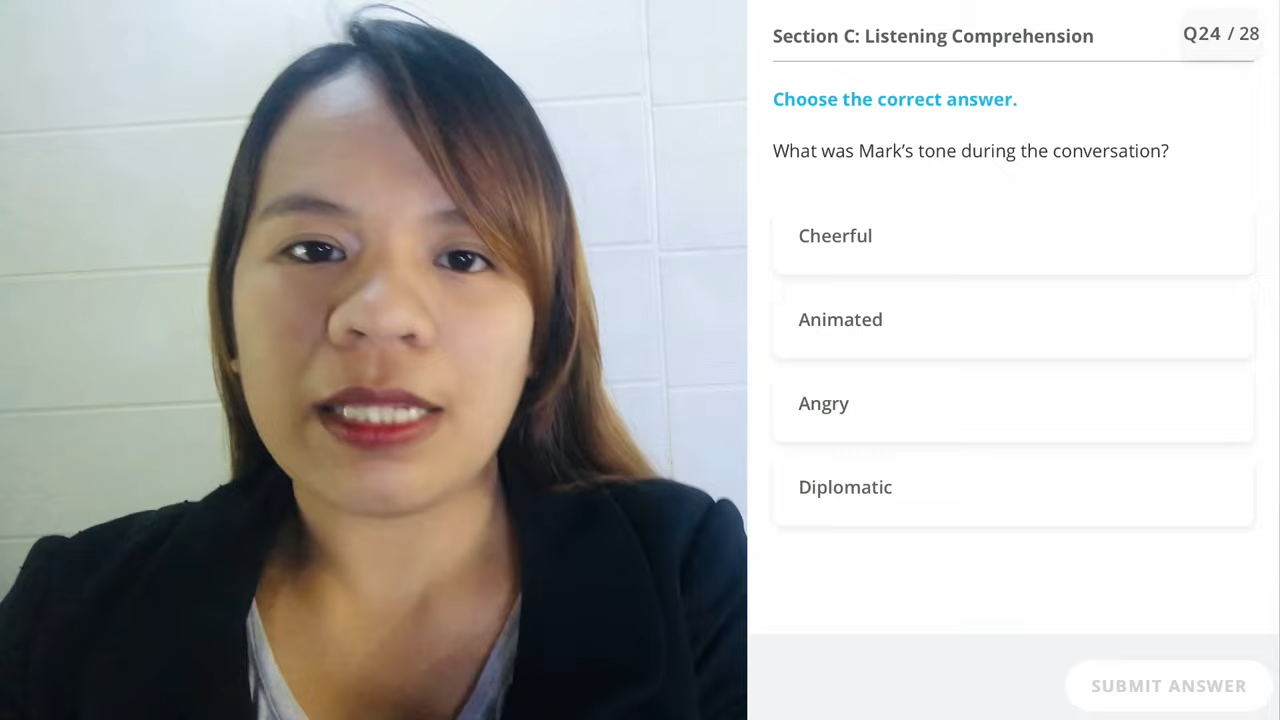 Section C: Listening Comprehension
Q24 / 28
Choose the correct answer.
What was Mark’s tone during the conversation?
Cheerful
Animated
Angry
Diplomatic
SUBMIT ANSWER